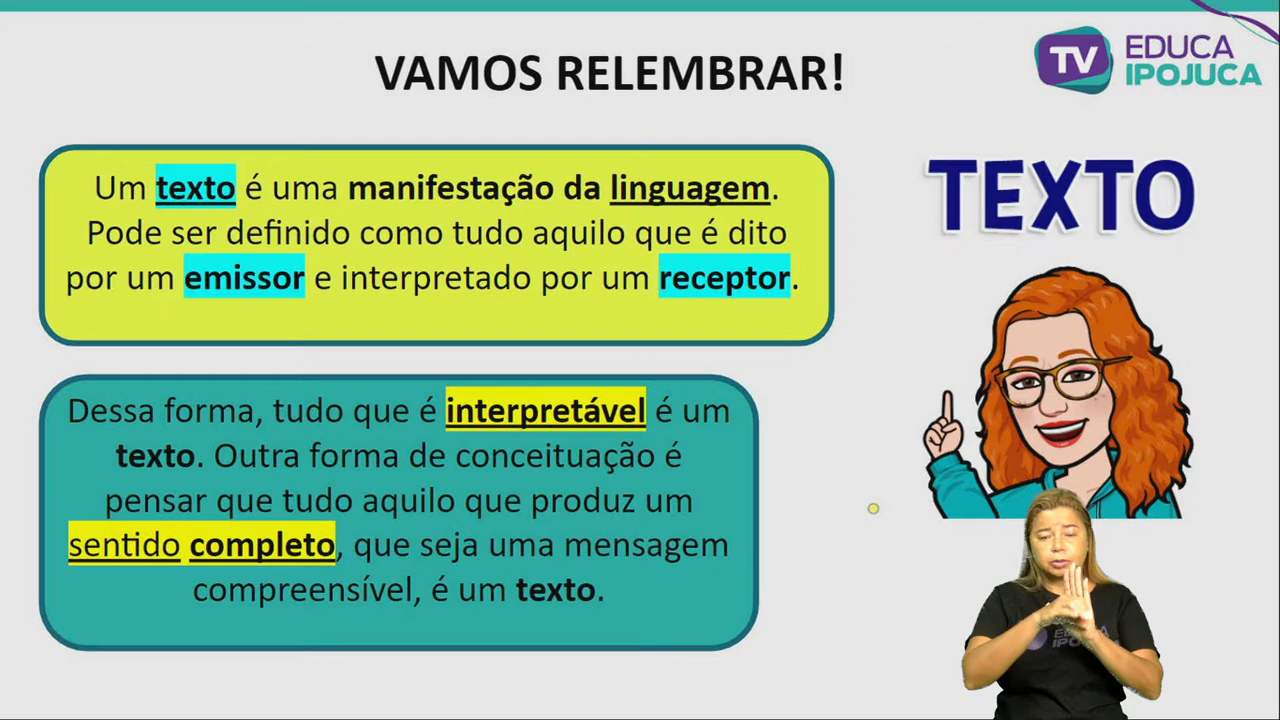 VAMOS RELEMBRAR!
TV EDUCA
IPOJUCA
Um texto é uma manifestação da linguagem.
Pode ser definido como tudo aquilo que é dito
por um emissor e interpretado por um receptor.
TEXTO
Dessa forma, tudo que é interpretável é um
texto. Outra forma de conceituação é
pensar que tudo aquilo que produz um
sentido completo, que seja uma mensagem
compreensível, é um texto.